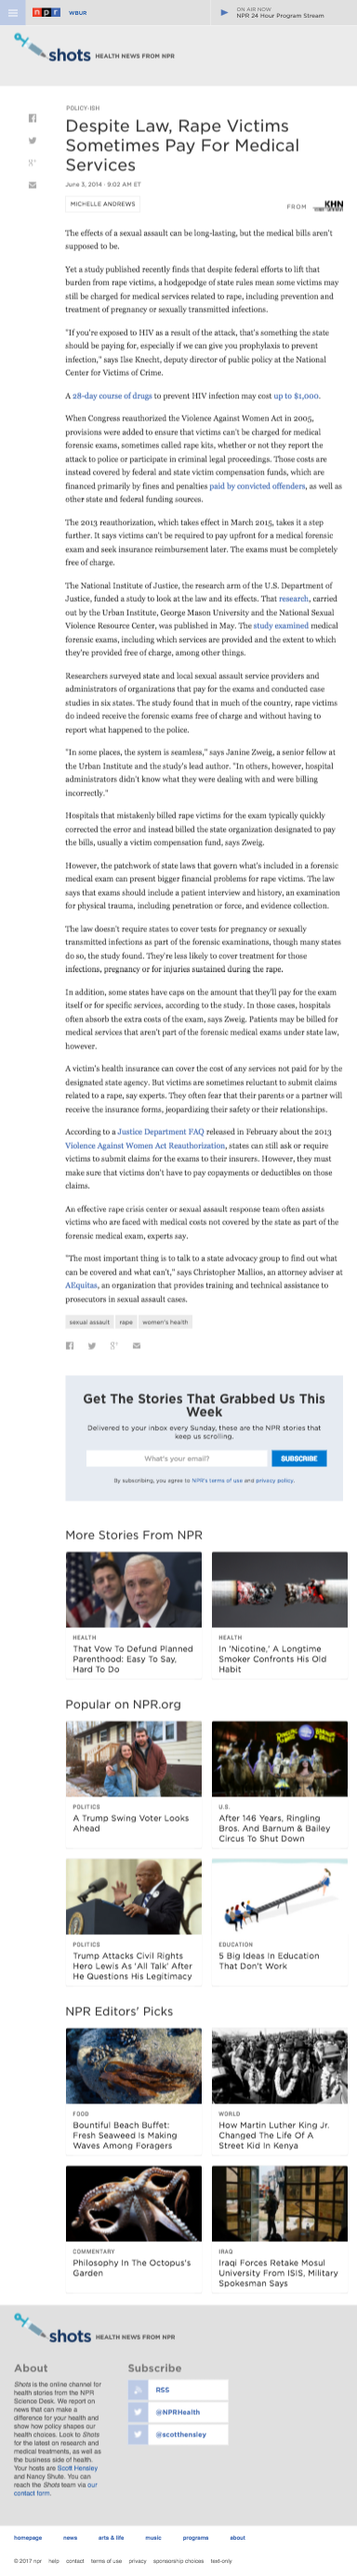 npr
WBUR
ON AIR NOW
NPR 24 Hour Program Stream
shots HEALTH NEWS FROM NPR
POLICY-ISH
Despite Law, Rape Victims
Sometimes Pay For Medical
Services
June 3, 2014 · 9:02 AM ET
MICHELLE ANDREWS
FROM KHN
The effects of a sexual assault can be long-lasting, but the medical bills aren't
supposed to be.
Yet a study published recently finds that despite federal efforts to lift that
burden from rape victims, a hodgepodge of state rules mean some victims may
still be charged for medical services related to rape, including prevention and
treatment of pregnancy or sexually transmitted infections.
"If you're exposed to HIV as a result of the attack, that's something the state
should be paying for, especially if we can give you prophylaxis to prevent
infection," says Ilse Knecht, deputy director of public policy at the National
Center for Victims of Crime.
A 28-day course of drugs to prevent HIV infection may cost up to $1,000.
When Congress reauthorized the Violence Against Women Act in 2005,
provisions were added to ensure that victims can't be charged for medical
forensic exams, sometimes called rape kits, whether or not they report the
attack to police or participate in criminal legal proceedings. Those costs are
instead covered by federal and state victim compensation funds, which are
financed primarily by fines and penalties paid by convicted offenders, as well as
other state and federal funding sources.
The 2013 reauthorization, which takes effect in March 2015, takes it a step
further. It says victims can't be required to pay upfront for a medical forensic
exam and seek insurance reimbursement later. The exams must be completely
free of charge.
The National Institute of Justice, the research arm of the U.S. Department of
Justice, funded a study to look at the law and its effects. That research, carried
out by the Urban Institute, George Mason University and the National Sexual
Violence Resource Center, was published in May. The study examined medical
forensic exams, including which services are provided and the extent to which
they're provided free of charge, among other things.
Researchers surveyed state and local sexual assault service providers and
administrators of organizations that pay for the exams and conducted case
studies in six states. The study found that in much of the country, rape victims
do indeed receive the forensic exams free of charge and without having to
report what happened to the police.
"In some places, the system is seamless," says Janine Zweig, a senior fellow at
the Urban Institute and the study's lead author. "In others, however, hospital
administrators didn't know what they were dealing with and were billing
incorrectly."
Hospitals that mistakenly billed rape victims for the exam typically quickly
corrected the error and instead billed the state organization designated to pay
the bills, usually a victim compensation fund, says Zweig.
However, the patchwork of state laws that govern what's included in a forensic
medical exam can present bigger financial problems for rape victims. The law
says that exams should include a patient interview and history, an examination
for physical trauma, including penetration or force, and evidence collection.
The law doesn't require states to cover tests for pregnancy or sexually
transmitted infections as part of the forensic examinations, though many states
do so, the study found. They're less likely to cover treatment for those
infections, pregnancy or for injuries sustained during the rape.
In addition, some states have caps on the amount that they'll pay for the exam
itself or for specific services, according to the study. In those cases, hospitals
often absorb the extra costs of the exam, says Zweig. Patients may be billed for
medical services that aren't part of the forensic medical exams under state law,
however.
A victim's health insurance can cover the cost of any services not paid for by the
designated state agency. But victims are sometimes reluctant to submit claims
related to a rape, say experts. They often fear that their parents or a partner will
receive the insurance forms, jeopardizing their safety or their relationships.
According to a Justice Department FAQ released in February about the 2013
Violence Against Women Act Reauthorization, states can still ask or require
victims to submit claims for the exams to their insurers. However, they must
make sure that victims don't have to pay copayments or deductibles on those
claims.
An effective rape crisis center or sexual assault response team often assists
victims who are faced with medical costs not covered by the state as part of the
forensic medical exam, experts say.
"The most important thing is to talk to a state advocacy group to find out what
can be covered and what can't," says Christopher Mallios, an attorney adviser at
AEquitas, an organization that provides training and technical assistance to
prosecutors in sexual assault cases.
sexual assault rape women's health
Get The Stories That Grabbed Us This
Week
Delivered to your inbox every Sunday, these are the NPR stories that
keep us scrolling.
What's your email? SUBSCRIBE
By subscribing, you agree to NPR's terms of use and privacy policy.
More Stories From NPR
HEALTH
That Vow To Defund Planned
Parenthood: Easy To Say,
Hard To Do
HEALTH
In 'Nicotine,' A Longtime
Smoker Confronts His Old
Habit
Popular on NPR.org
POLITICS
A Trump Swing Voter Looks
Ahead
U.S.
After 146 Years, Ringling
Bros. And Barnum & Bailey
Circus To Shut Down
POLITICS
Trump Attacks Civil Rights
Hero Lewis As 'All Talk' After
He Questions His Legitimacy
EDUCATION
5 Big Ideas In Education
That Don't Work
NPR Editors' Picks
FOOD
Bountiful Beach Buffet:
Fresh Seaweed Is Making
Waves Among Foragers
WORLD
How Martin Luther King Jr.
Changed The Life Of A
Street Kid In Kenya
COMMENTARY
Philosophy In The Octopus's
Garden
IRAQ
Iraqi Forces Retake Mosul
University From ISIS, Military
Spokesman Says
shots HEALTH NEWS FROM NPR
About
Shots is the online channel for
health stories from the NPR
Science Desk. We report on
news that can make a
difference for your health and
show how policy shapes our
health choices. Look to Shots
for the latest on research and
medical treatments, as well as
the business side of health.
Your hosts are Scott Hensley
and Nancy Shute. You can
reach the Shots team via our
contact form.
Subscribe
RSS
@NPRHealth
@scotthensley
homepage news arts & life music programs about
© 2017 npr help contact terms of use privacy sponsorship choices text-only